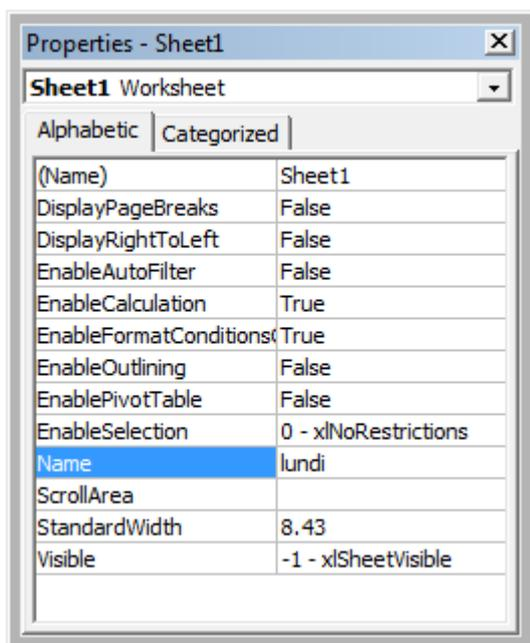 Properties - Sheet1
Sheet1 Worksheet
Alphabetic Categorized
(Name) Sheet1
DisplayPageBreaks False
DisplayRightToLeft False
EnableAutoFilter False
EnableCalculation True
EnableFormatConditions True
EnableOutlining False
EnablePivotTable False
EnableSelection 0 - xlNoRestrictions
Name lundi
ScrollArea
StandardWidth 8.43
Visible -1 - xlSheetVisible